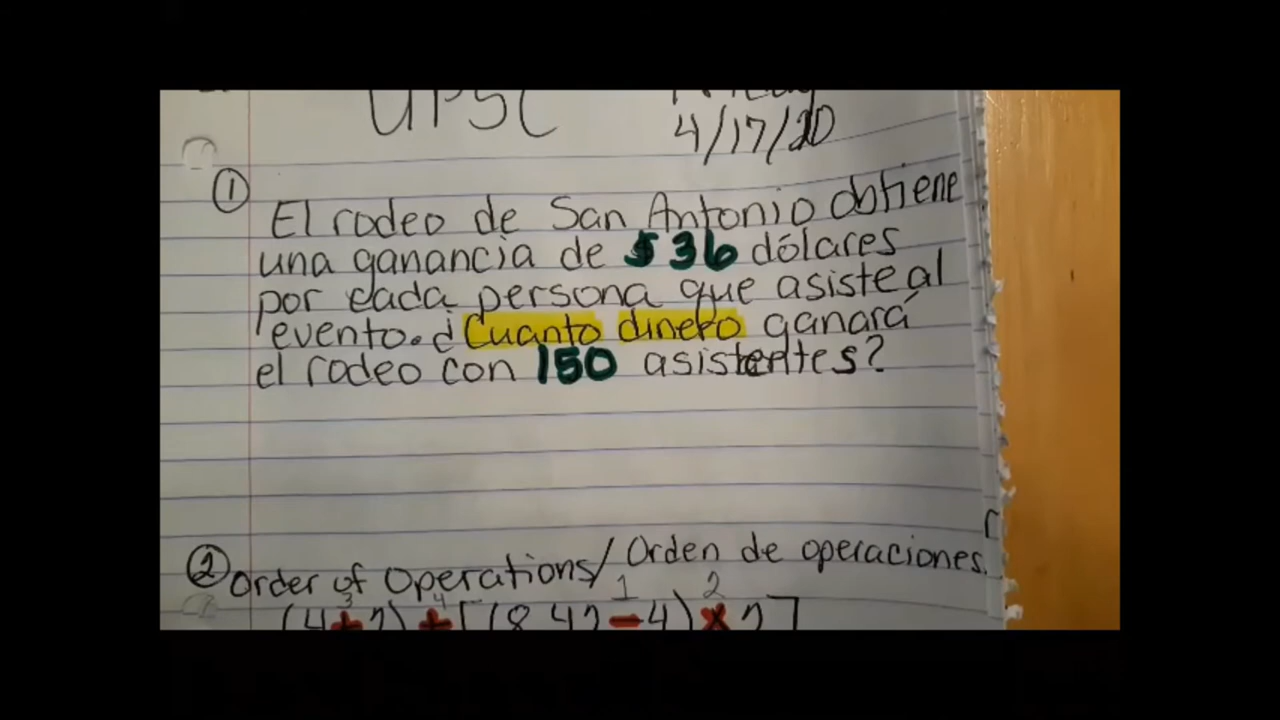 UPSC
4/17/20
① El rodeo de San Antonio obtiene
una ganancia de $36 dólares
por cada persona que asiste al
evento. ¿Cuanto dinero ganará
el rodeo con 150 asistentes?
② Order of Operations/Orden de operaciones.